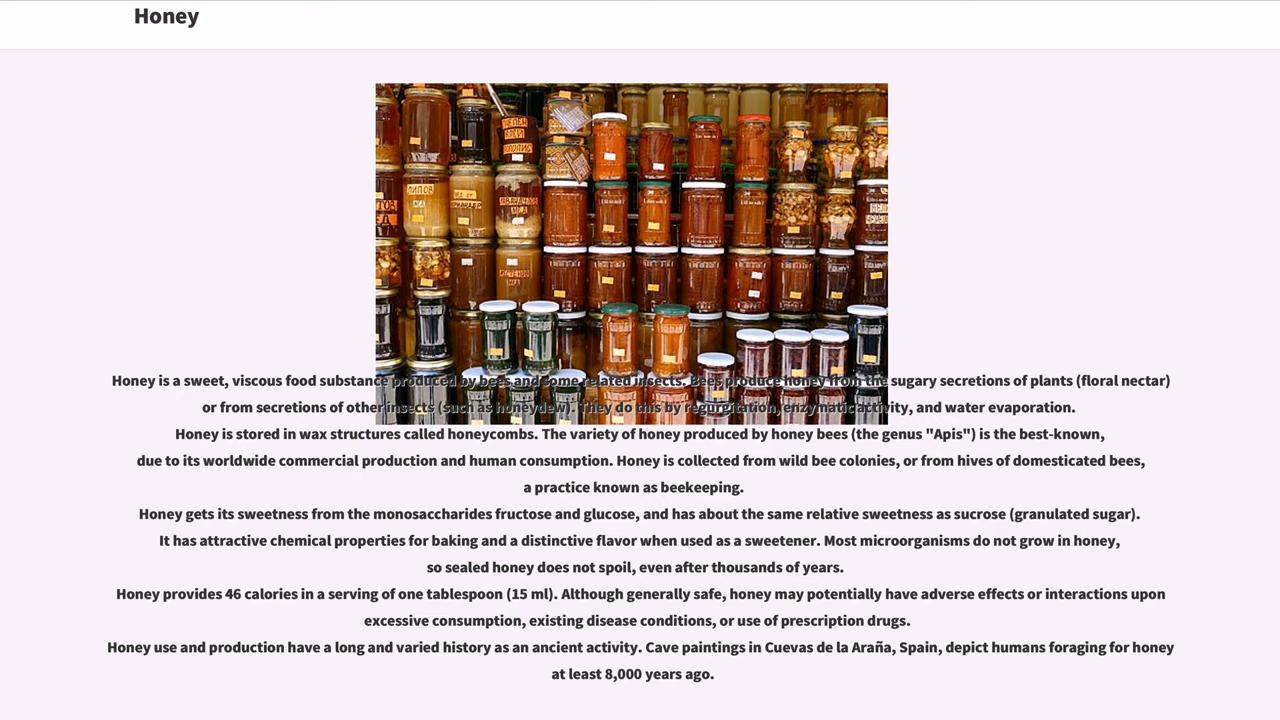 Honey
ЛИПОВ
МАНОВ
МЕД
Honey is a sweet, viscous food substance produced by bees and some related insects. Bees produce honey from the sugary secretions of plants (floral nectar)
or from secretions of other insects (such as honeydew). They do this by regurgitation, enzymatic activity, and water evaporation.
Honey is stored in wax structures called honeycombs. The variety of honey produced by honey bees (the genus "Apis") is the best-known,
due to its worldwide commercial production and human consumption. Honey is collected from wild bee colonies, or from hives of domesticated bees,
a practice known as beekeeping.
Honey gets its sweetness from the monosaccharides fructose and glucose, and has about the same relative sweetness as sucrose (granulated sugar).
It has attractive chemical properties for baking and a distinctive flavor when used as a sweetener. Most microorganisms do not grow in honey,
so sealed honey does not spoil, even after thousands of years.
Honey provides 46 calories in a serving of one tablespoon (15 ml). Although generally safe, honey may potentially have adverse effects or interactions upon
excessive consumption, existing disease conditions, or use of prescription drugs.
Honey use and production have a long and varied history as an ancient activity. Cave paintings in Cuevas de la Araña, Spain, depict humans foraging for honey
at least 8,000 years ago.